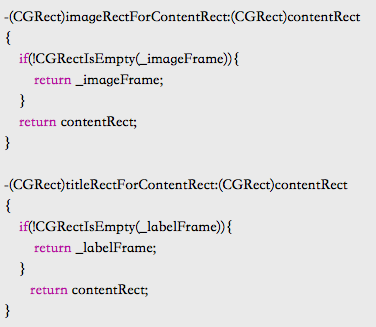 -(CGRect)imageRectForContentRect:(CGRect)contentRect
{
if(!CGRectIsEmpty(_imageFrame)){
return _imageFrame;
}
return contentRect;
}
-(CGRect)titleRectForContentRect:(CGRect)contentRect
{
if(!CGRectIsEmpty(_labelFrame)){
return _labelFrame;
}
return contentRect;
}